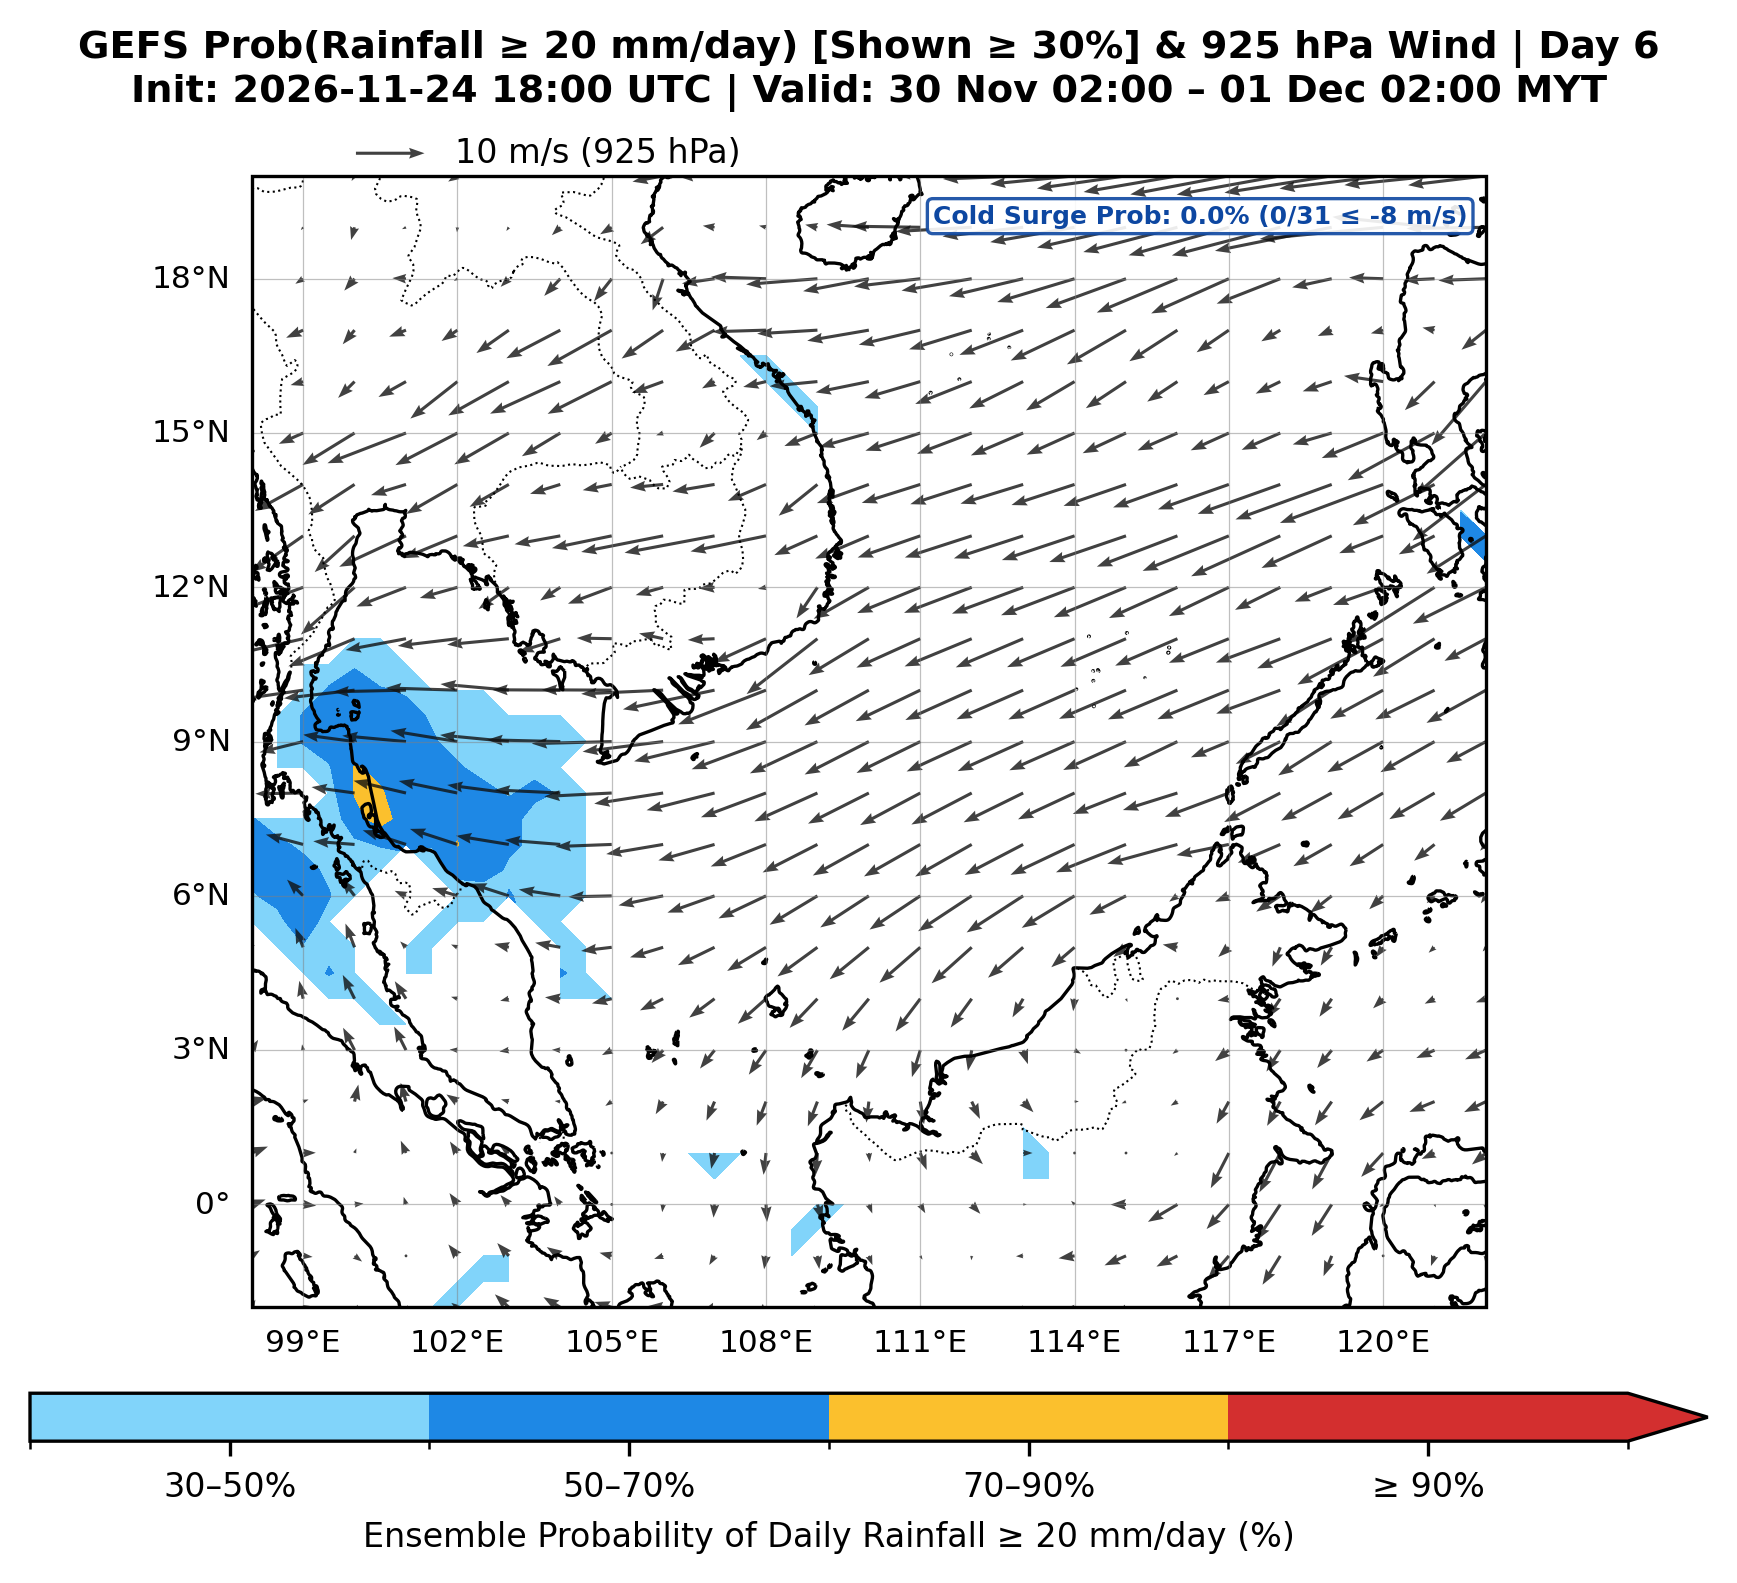 GEFS Prob(Rainfall ≥ 20 mm/day) [Shown ≥ 30%] & 925 hPa Wind | Day 6
Init: 2026-11-24 18:00 UTC | Valid: 30 Nov 02:00 – 01 Dec 02:00 MYT
10 m/s (925 hPa)
Cold Surge Prob: 0.0% (0/31 ≤ -8 m/s)
18°N
15°N
12°N
9°N
6°N
3°N
0°
99°E 102°E 105°E 108°E 111°E 114°E 117°E 120°E
30–50% 50–70% 70–90% ≥ 90%
Ensemble Probability of Daily Rainfall ≥ 20 mm/day (%)